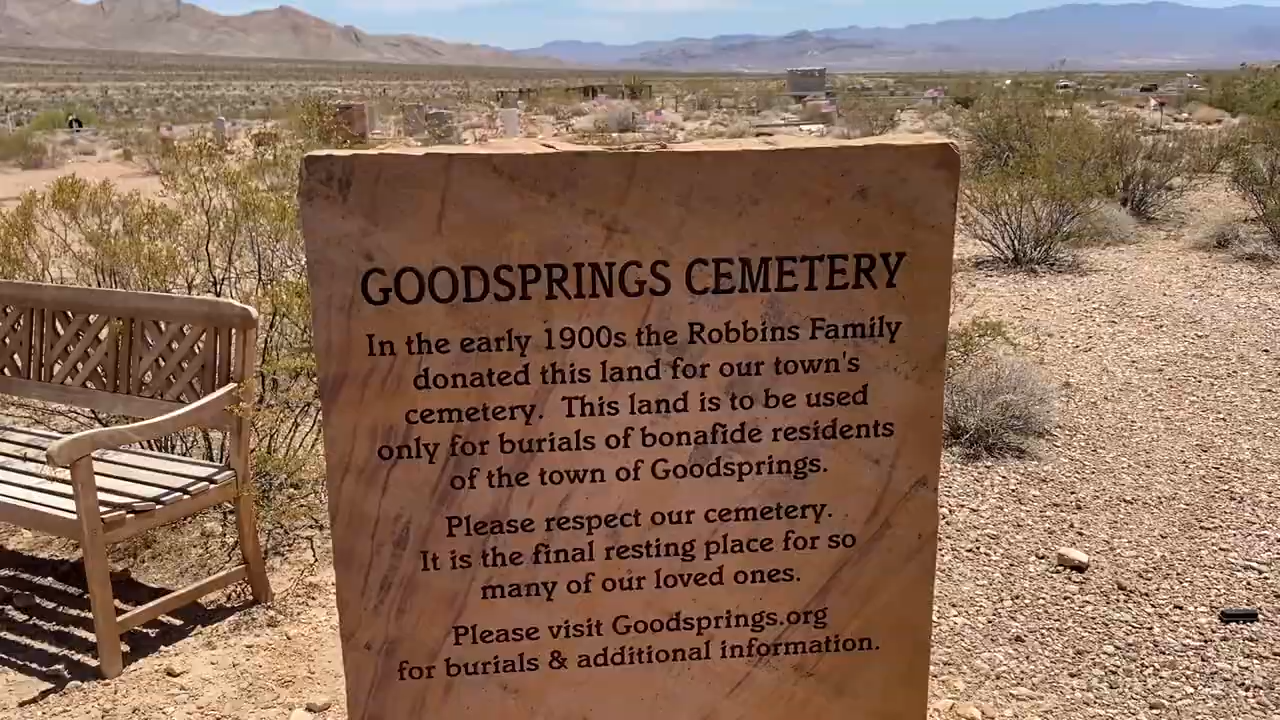 GOODSPRINGS CEMETERY
In the early 1900s the Robbins Family
donated this land for our town's
cemetery. This land is to be used
only for burials of bonafide residents
of the town of Goodsprings.
Please respect our cemetery.
It is the final resting place for so
many of our loved ones.
Please visit Goodsprings.org
for burials & additional information.